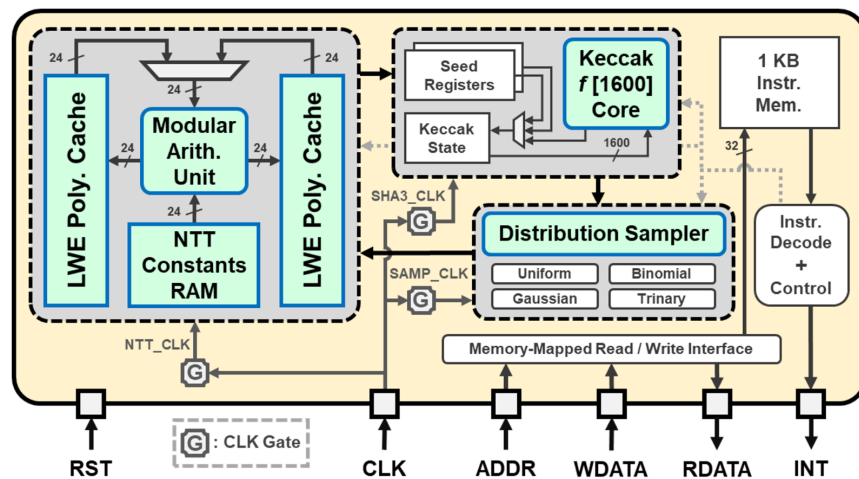 24
24
24
LWE Poly. Cache
Modular
Arith.
Unit
24
24
24
NTT
Constants
RAM
LWE Poly. Cache
Seed
Registers
Keccak
State
Keccak
f [1600]
Core
1600
1 KB
Instr.
Mem.
32
SHA3_CLK
G
Distribution Sampler
Uniform
Binomial
Gaussian
Trinary
SAMP_CLK
G
Instr.
Decode
+
Control
NTT_CLK
G
Memory-Mapped Read / Write Interface
G : CLK Gate
RST
CLK
ADDR
WDATA
RDATA
INT